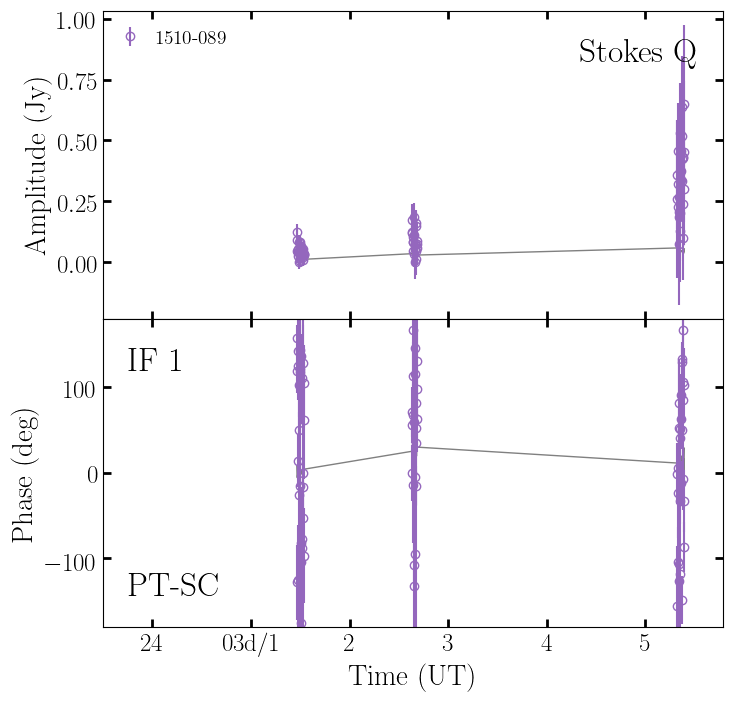 1.00
1510-089
Stokes Q
0.75
0.50
0.25
0.00
Amplitude (Jy)
IF 1
100
0
−100
Phase (deg)
PT-SC
24
03d/1
2
3
4
5
Time (UT)